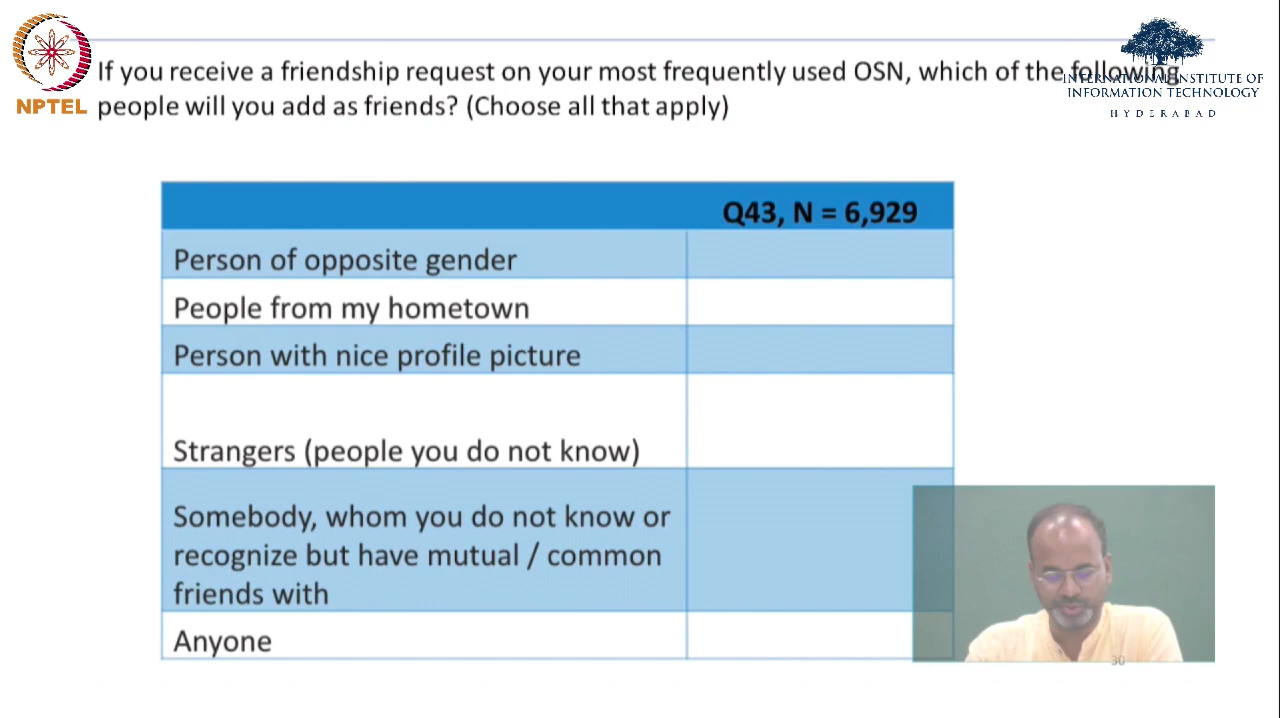 If you receive a friendship request on your most frequently used OSN, which of the following
people will you add as friends? (Choose all that apply)
NPTEL
INTERNATIONAL INSTITUTE OF
INFORMATION TECHNOLOGY
HYDERABAD
Q43, N = 6,929
Person of opposite gender
People from my hometown
Person with nice profile picture
Strangers (people you do not know)
Somebody, whom you do not know or
recognize but have mutual / common
friends with
Anyone
30